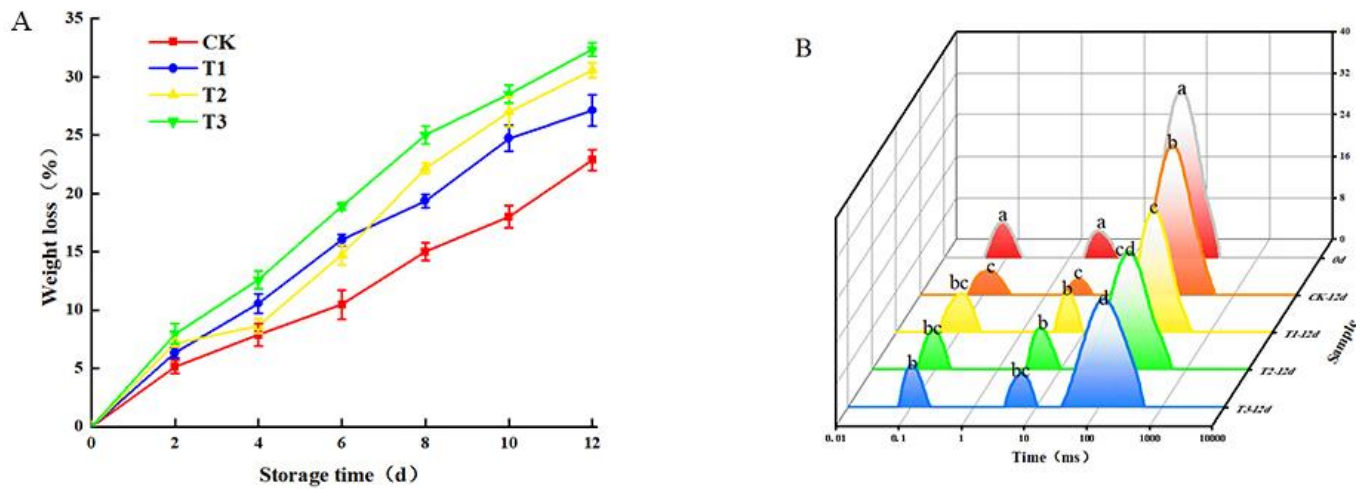 A
35
30
25
20
15
10
5
0
Weight loss（%）
CK
T1
T2
T3
0 2 4 6 8 10 12
Storage time（d）
B
40
32
24
16
8
0
a
b
a a c
c c cd
bc b d
bc b
b bc
0d
CK-12d
T1-12d
T2-12d
T3-12d
Sample
0.01 0.1 1 10 100 1000 10000
Time（ms）